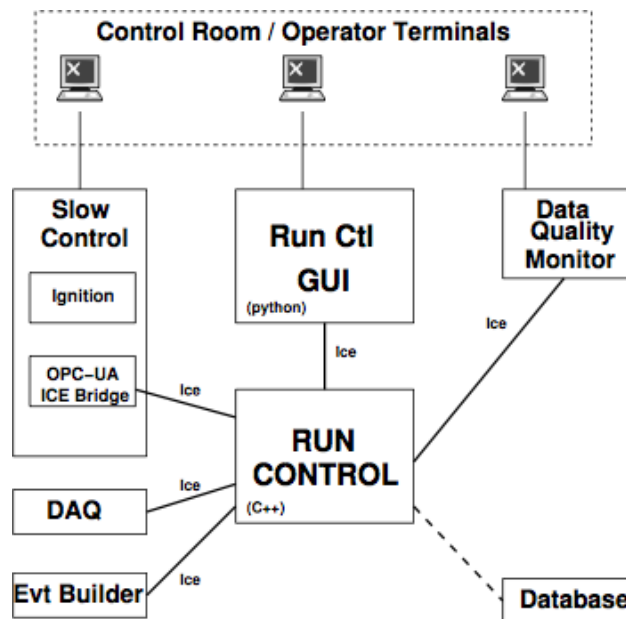 Control Room / Operator Terminals
Slow
Control
Ignition
OPC–UA
ICE Bridge
Run Ctl
GUI
(python)
Data
Quality
Monitor
Ice
Ice
Ice
RUN
CONTROL
(C++)
Ice
DAQ
Ice
Evt Builder
Database